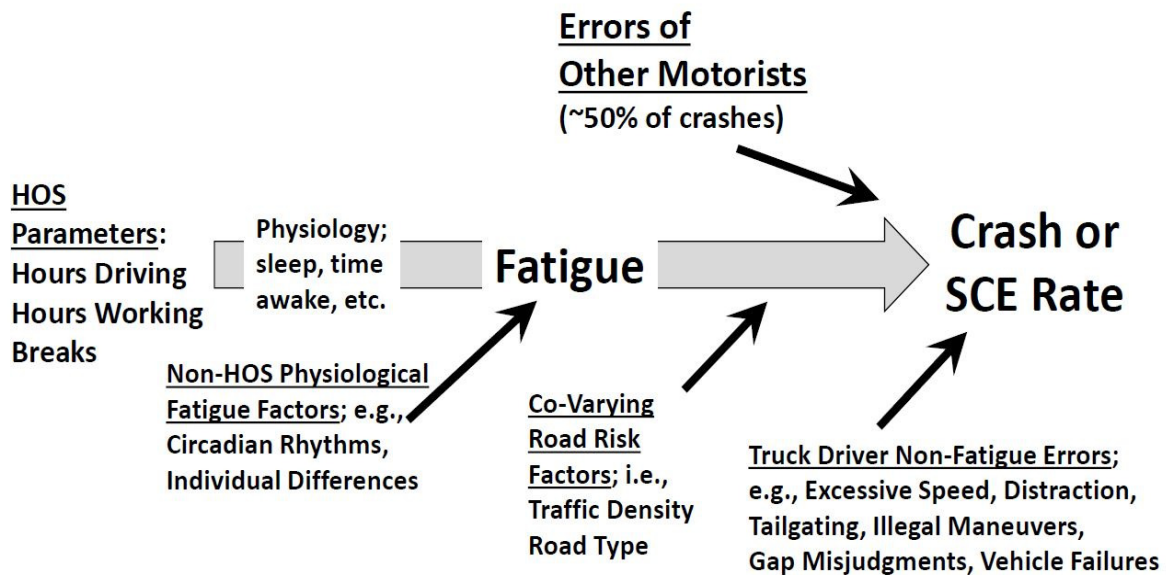 Errors of
Other Motorists
(~50% of crashes)
HOS
Parameters:
Hours Driving
Hours Working
Breaks
Physiology;
sleep, time
awake, etc.
Fatigue
Crash or
SCE Rate
Non-HOS Physiological
Fatigue Factors; e.g.,
Circadian Rhythms,
Individual Differences
Co-Varying
Road Risk
Factors; i.e.,
Traffic Density
Road Type
Truck Driver Non-Fatigue Errors;
e.g., Excessive Speed, Distraction,
Tailgating, Illegal Maneuvers,
Gap Misjudgments, Vehicle Failures